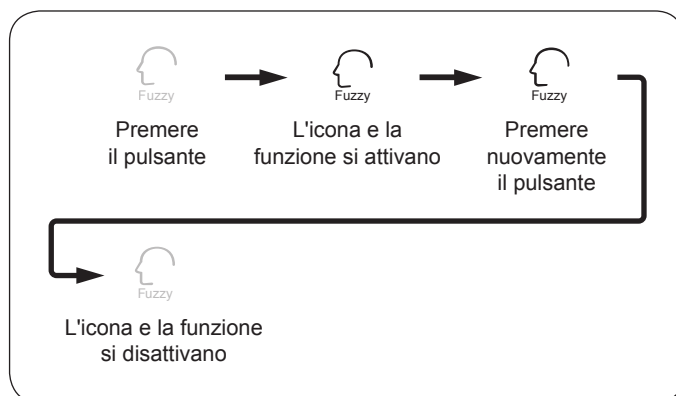 Fuzzy
Premere
il pulsante
Fuzzy
L'icona e la
funzione si attivano
Fuzzy
Premere
nuovamente
il pulsante
Fuzzy
L'icona e la funzione
si disattivano